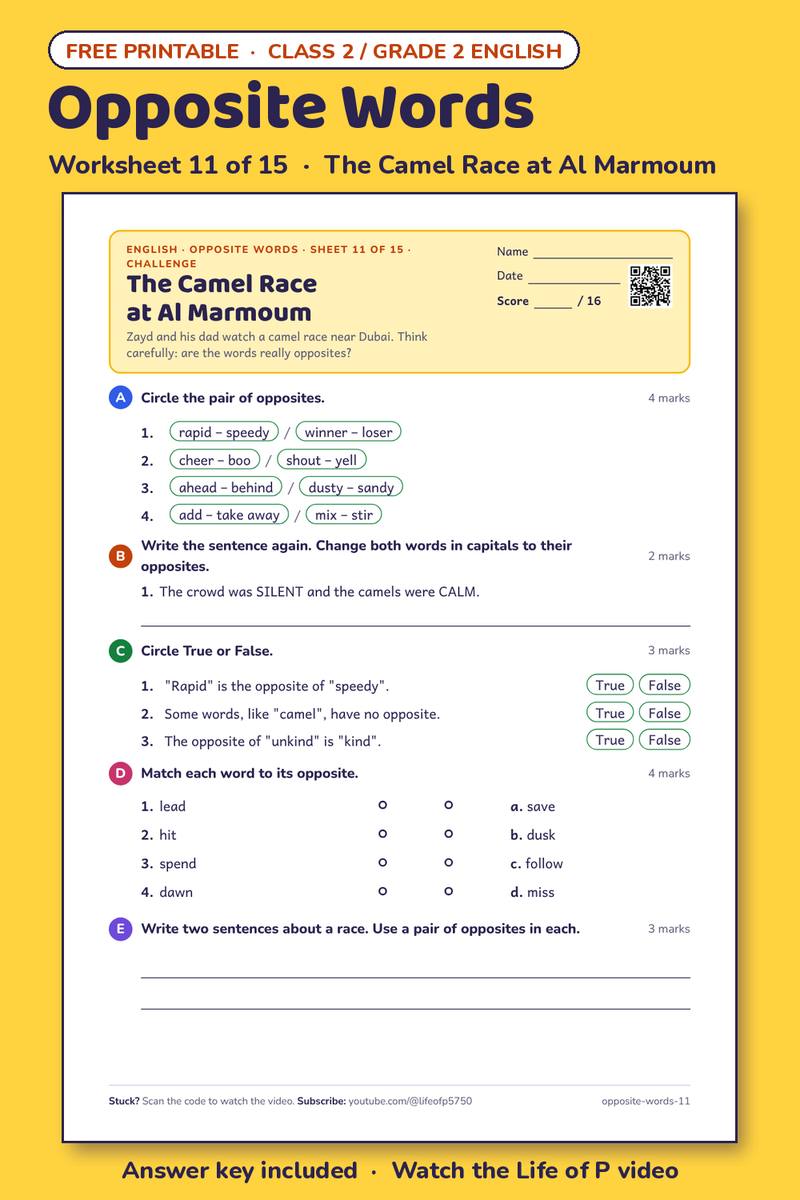 FREE PRINTABLE · CLASS 2 / GRADE 2 ENGLISH
Opposite Words
Worksheet 11 of 15 · The Camel Race at Al Marmoum
ENGLISH · OPPOSITE WORDS · SHEET 11 OF 15 ·
CHALLENGE
The Camel Race
at Al Marmoum
Zayd and his dad watch a camel race near Dubai. Think
carefully: are the words really opposites?
Name
Date
Score / 16
A Circle the pair of opposites. 4 marks
1. rapid – speedy / winner – loser
2. cheer – boo / shout – yell
3. ahead – behind / dusty – sandy
4. add – take away / mix – stir
B Write the sentence again. Change both words in capitals to their
opposites. 2 marks
1. The crowd was SILENT and the camels were CALM.
C Circle True or False. 3 marks
1. "Rapid" is the opposite of "speedy". True False
2. Some words, like "camel", have no opposite. True False
3. The opposite of "unkind" is "kind". True False
D Match each word to its opposite. 4 marks
1. lead a. save
2. hit b. dusk
3. spend c. follow
4. dawn d. miss
E Write two sentences about a race. Use a pair of opposites in each. 3 marks
Stuck? Scan the code to watch the video. Subscribe: youtube.com/@lifeofp5750 opposite-words-11
Answer key included · Watch the Life of P video